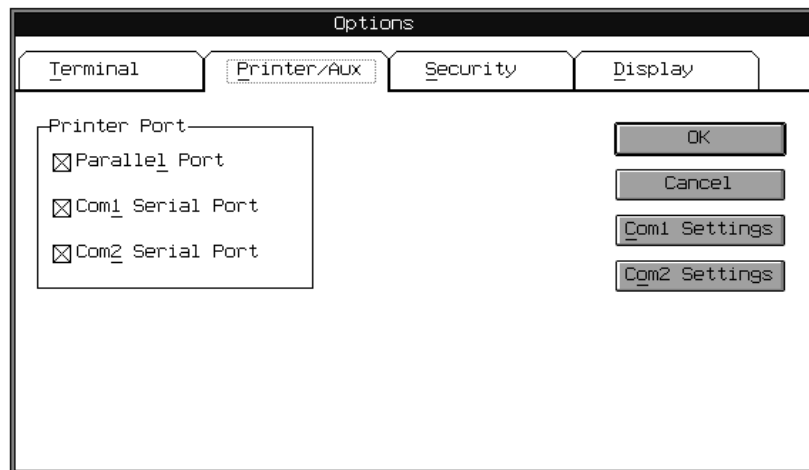 Options
Terminal Printer/Aux Security Display
Printer Port
Parallel Port
Com1 Serial Port
Com2 Serial Port
OK
Cancel
Com1 Settings
Com2 Settings